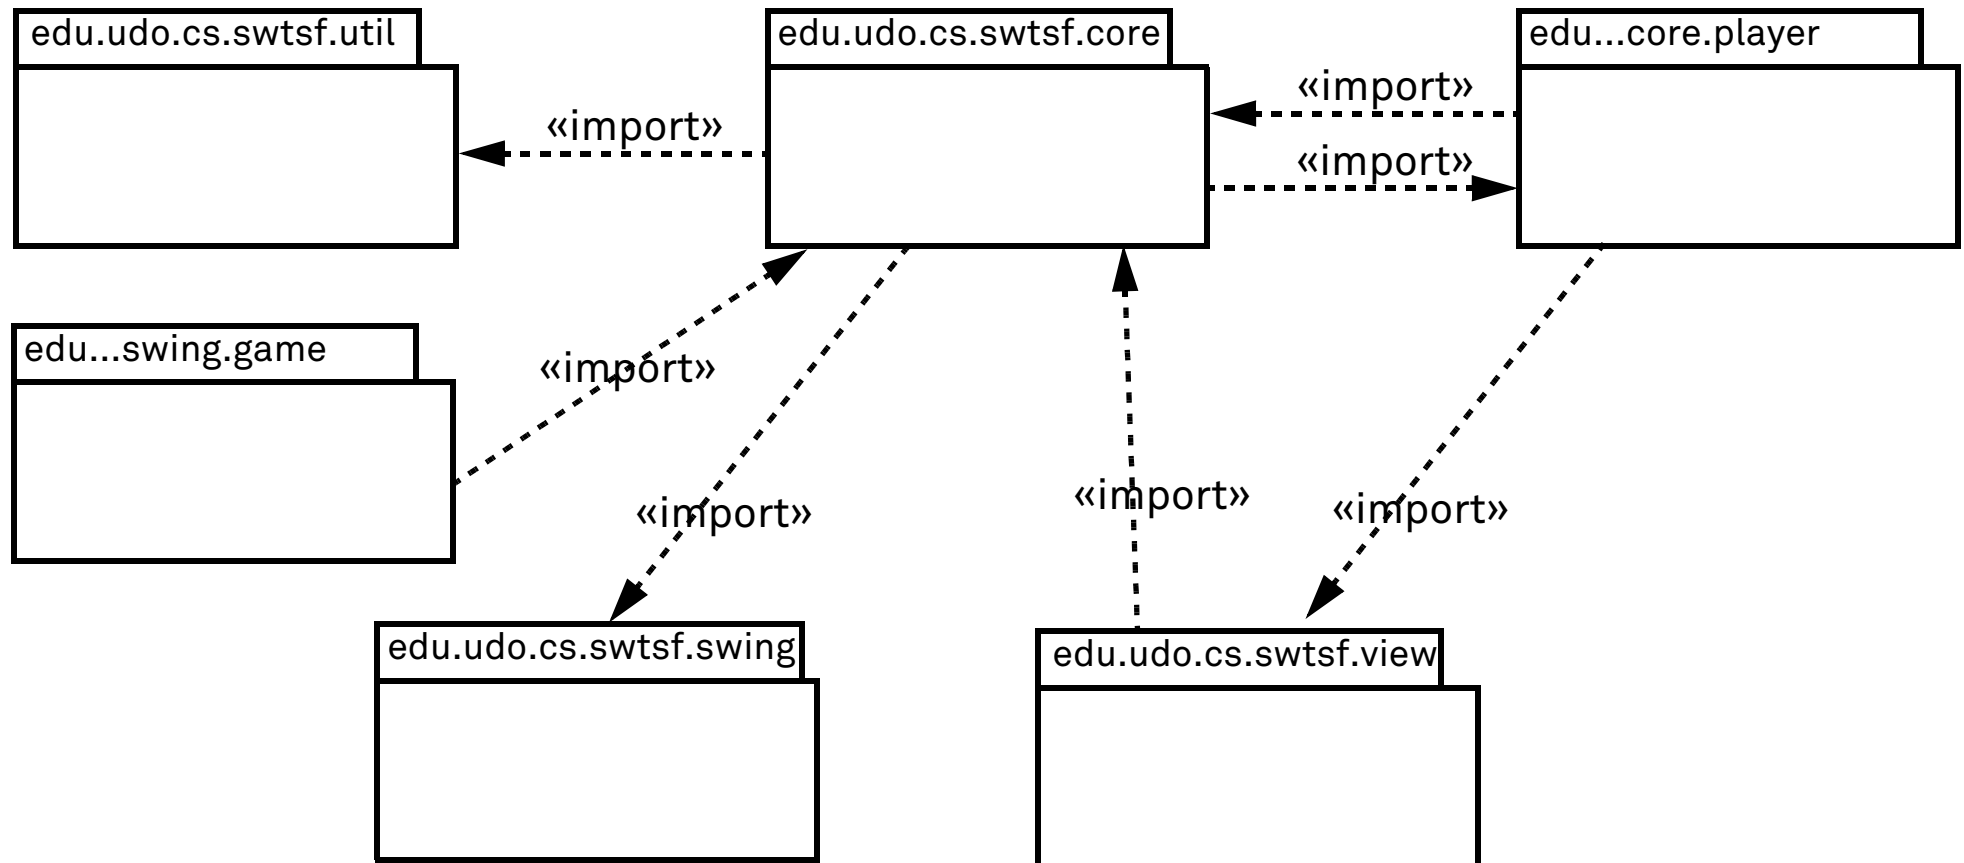 edu.udo.cs.swtsf.util
edu.udo.cs.swtsf.core
edu...core.player
«import»
«import»
«import»
edu...swing.game
«import»
«import»
«import»
«import»
edu.udo.cs.swtsf.swing
edu.udo.cs.swtsf.view